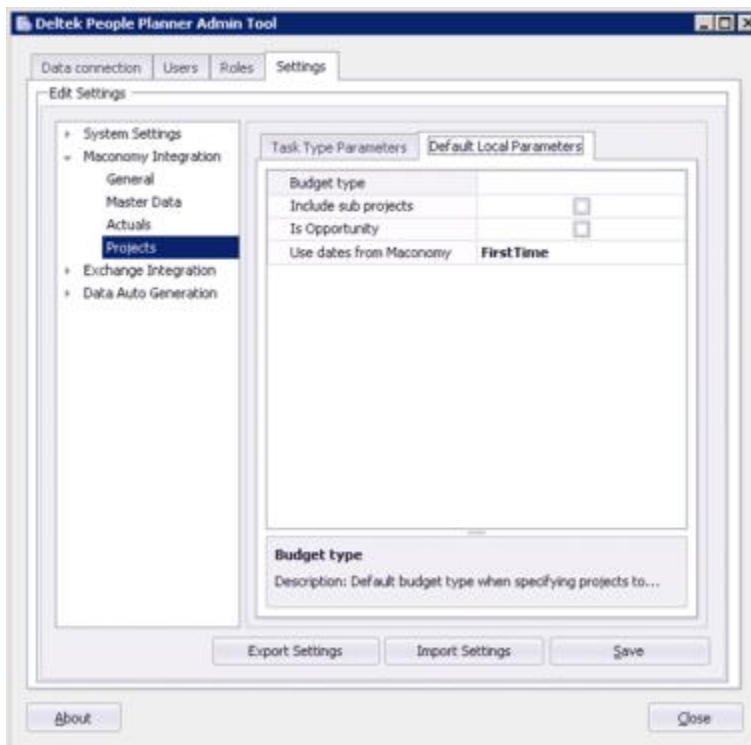 Deltek People Planner Admin Tool
Data connection Users Roles Settings
Edit Settings
System Settings
Maconomy Integration
General
Master Data
Actuals
Projects
Exchange Integration
Data Auto Generation
Task Type Parameters Default Local Parameters
Budget type
Include sub projects
Is Opportunity
Use dates from Maconomy FirstTime
Budget type
Description: Default budget type when specifying projects to...
Export Settings Import Settings Save
About Close